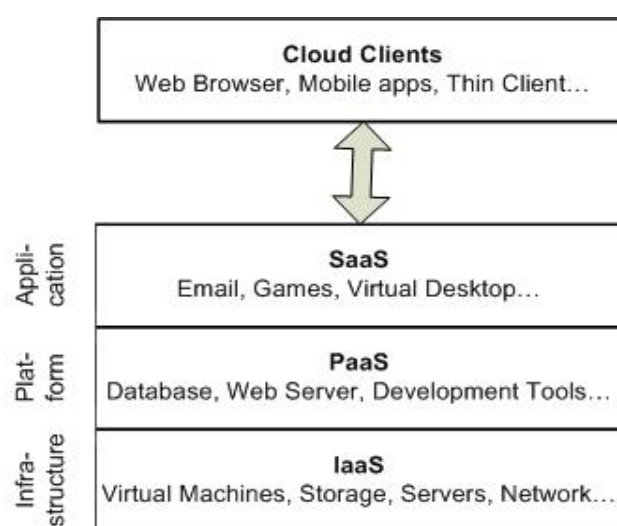 Cloud Clients
Web Browser, Mobile apps, Thin Client…
Appli-
cation
SaaS
Email, Games, Virtual Desktop…
Plat-
form
PaaS
Database, Web Server, Development Tools…
Infra-
structure
IaaS
Virtual Machines, Storage, Servers, Network…